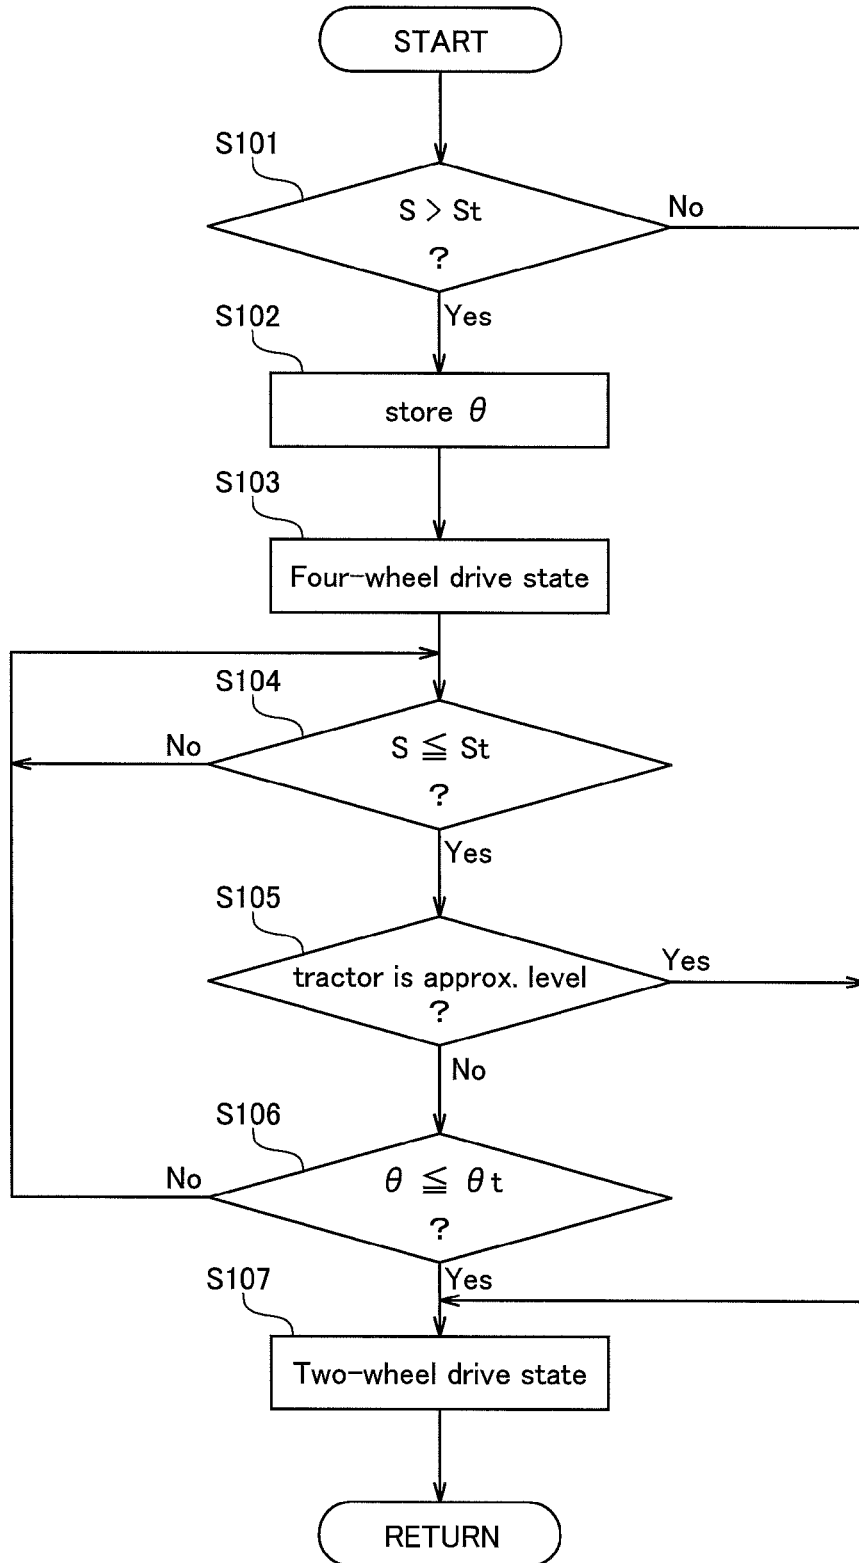 START
S101
S > St
?
No
Yes
S102
store θ
S103
Four-wheel drive state
S104
No
S ≦ St
?
Yes
S105
tractor is approx. level
?
Yes
No
S106
No
θ ≦ θt
?
Yes
S107
Two-wheel drive state
RETURN